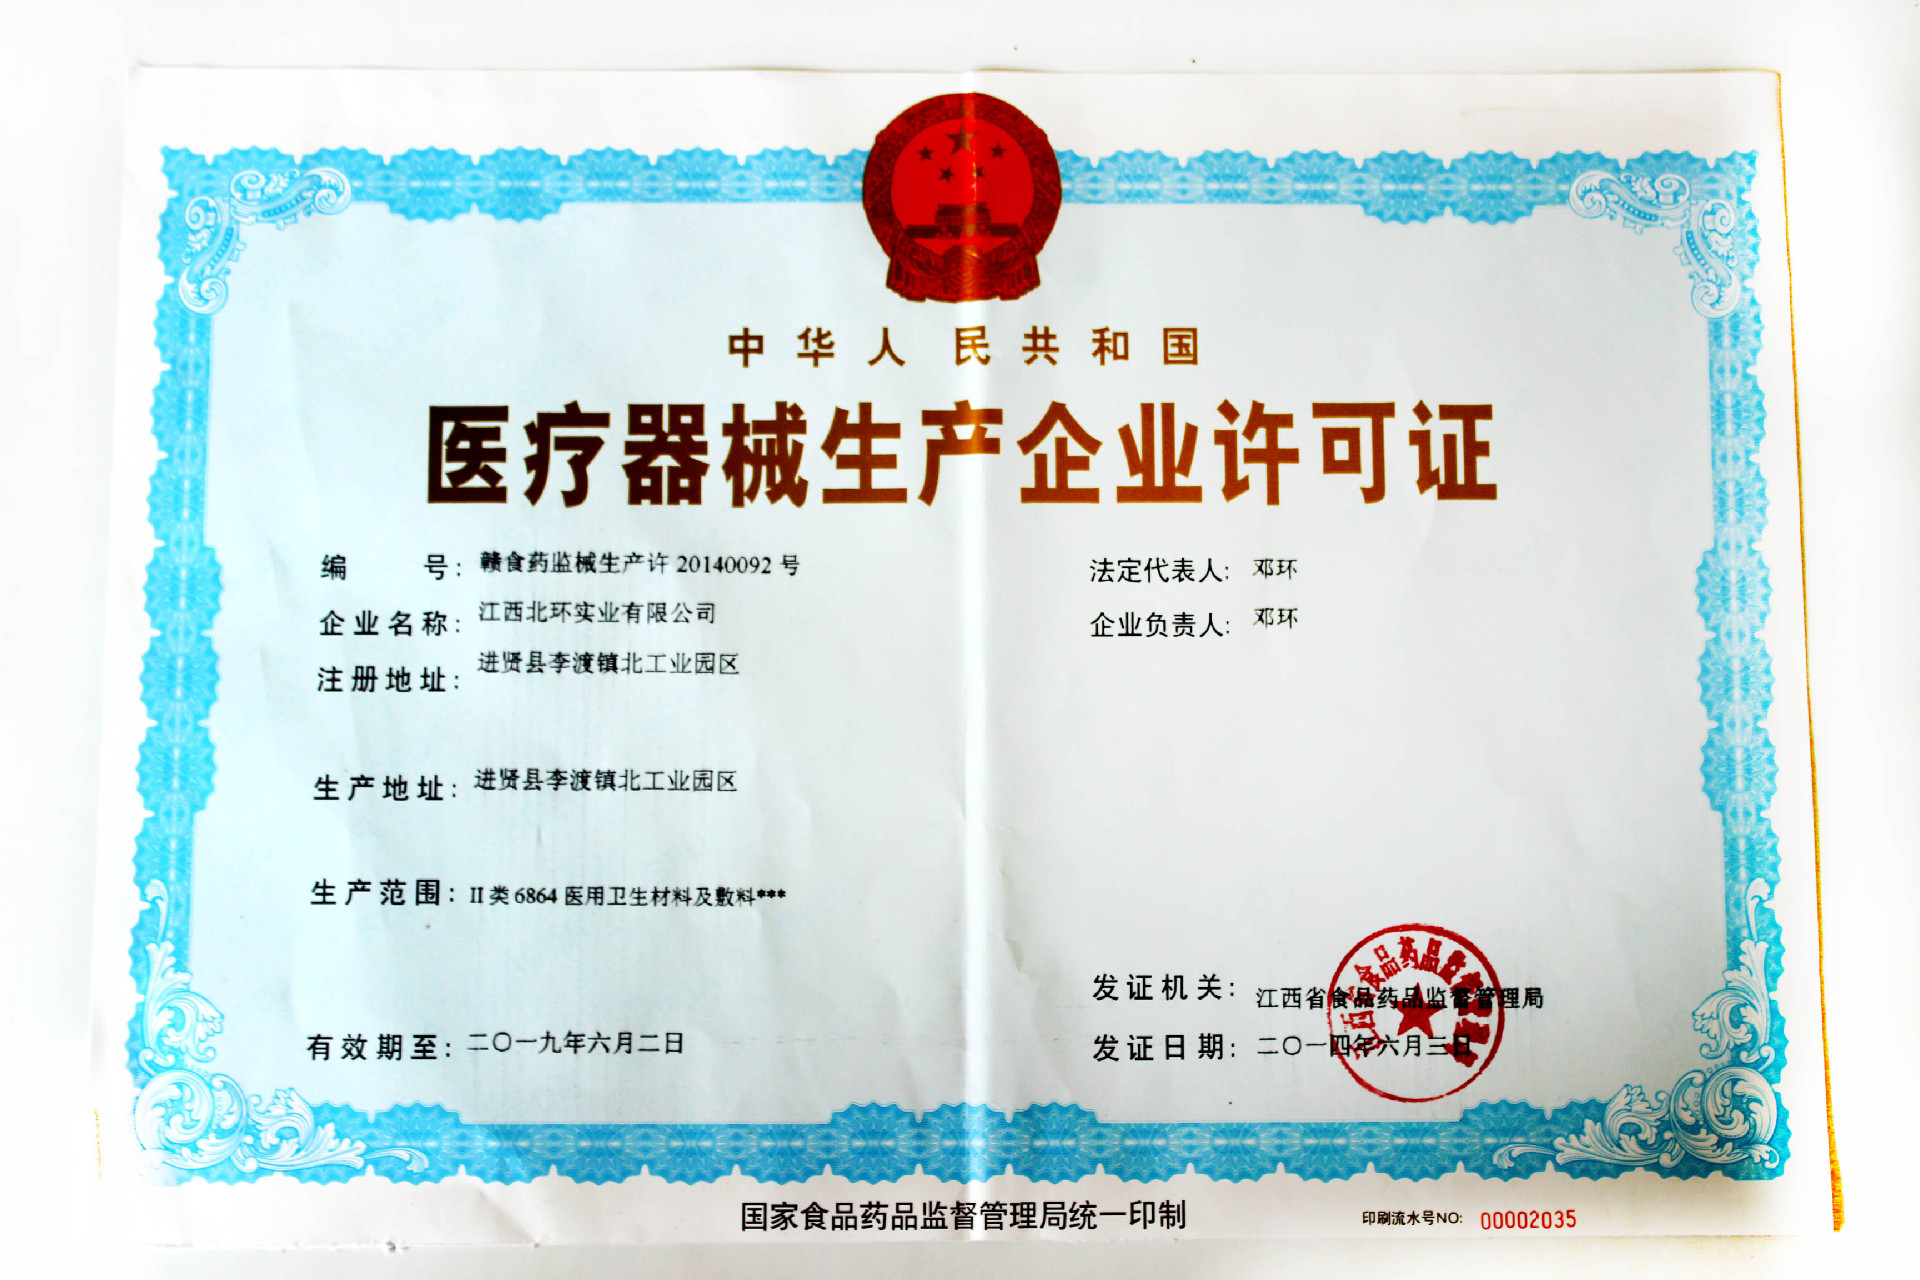 中华人民共和国
医疗器械生产企业许可证
编 号：赣食药监械生产许 20140092 号
法定代表人：邓环
企业名称：江西北环实业有限公司
企业负责人：邓环
注册地址：进贤县李渡镇北工业园区
生产地址：进贤县李渡镇北工业园区
生产范围：II类6864医用卫生材料及敷料***
发证机关：江西省食品药品监督管理局
有效期至：二〇一九年六月二日
发证日期：二〇一四年六月三日
国家食品药品监督管理局统一印制
印刷流水号NO: 00002035